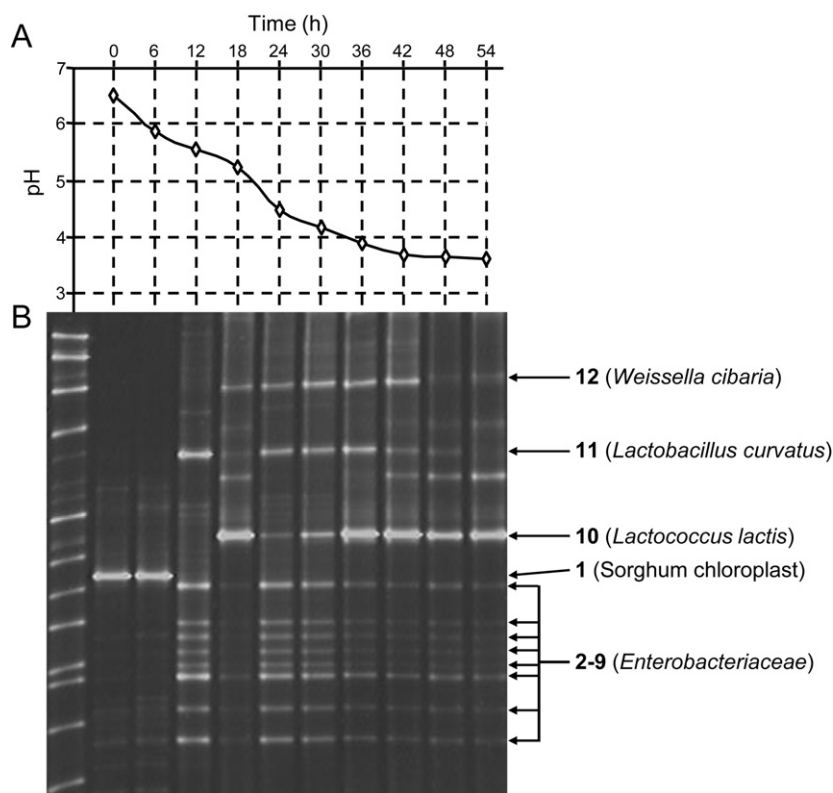 A
Time (h)
0 6 12 18 24 30 36 42 48 54
7
6
5
4
3
pH
B
12 (Weissella cibaria)
11 (Lactobacillus curvatus)
10 (Lactococcus lactis)
1 (Sorghum chloroplast)
2-9 (Enterobacteriaceae)